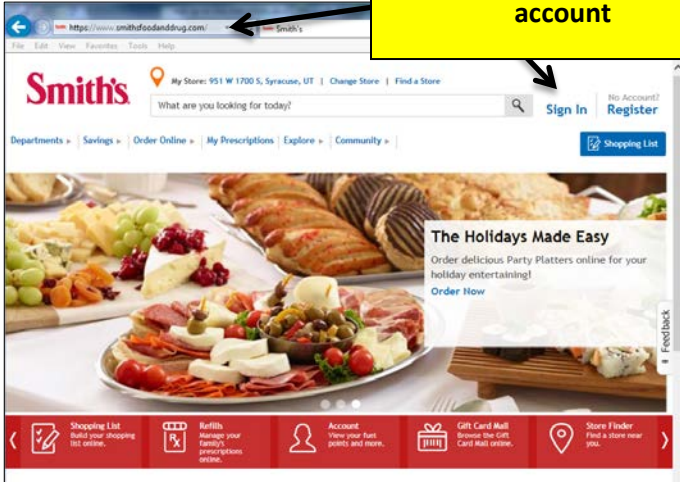 account
https://www.smithsfoodanddrug.com/
Smith's
File Edit View Favorites Tools Help
Smith's
My Store: 951 W 1700 S, Syracuse, UT | Change Store | Find a Store
What are you looking for today?
Sign In
No Account?
Register
Departments Savings Order Online My Prescriptions Explore Community
Shopping List
The Holidays Made Easy
Order delicious Party Platters online for your
holiday entertaining!
Order Now
Feedback
Shopping List
Build your shopping
list online.
Refills
Manage your
family's
prescriptions
online.
Account
View your fuel
points and more.
Gift Card Mall
Browse the Gift
Card Mall online.
Store Finder
Find a store near
you.